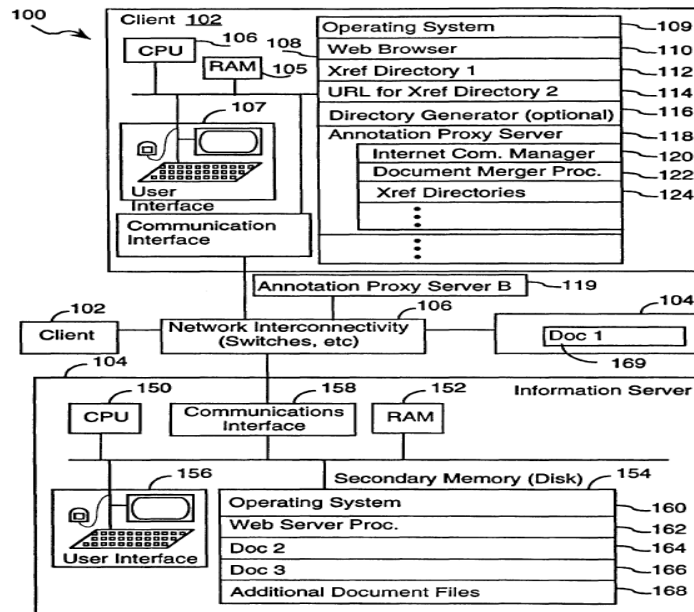 100
Client 102
106
CPU
RAM
105
108
Operating System
109
Web Browser
110
Xref Directory 1
112
URL for Xref Directory 2
114
Directory Generator (optional)
116
Annotation Proxy Server
118
Internet Com. Manager
120
Document Merger Proc.
122
Xref Directories
124
107
User
Interface
Communication
Interface
Annotation Proxy Server B
119
102
Client
106
Network Interconnectivity
(Switches, etc)
104
Doc 1
169
104
Information Server
150
CPU
158
Communications
Interface
152
RAM
156
User Interface
Secondary Memory (Disk)
154
Operating System
160
Web Server Proc.
162
Doc 2
164
Doc 3
166
Additional Document Files
168